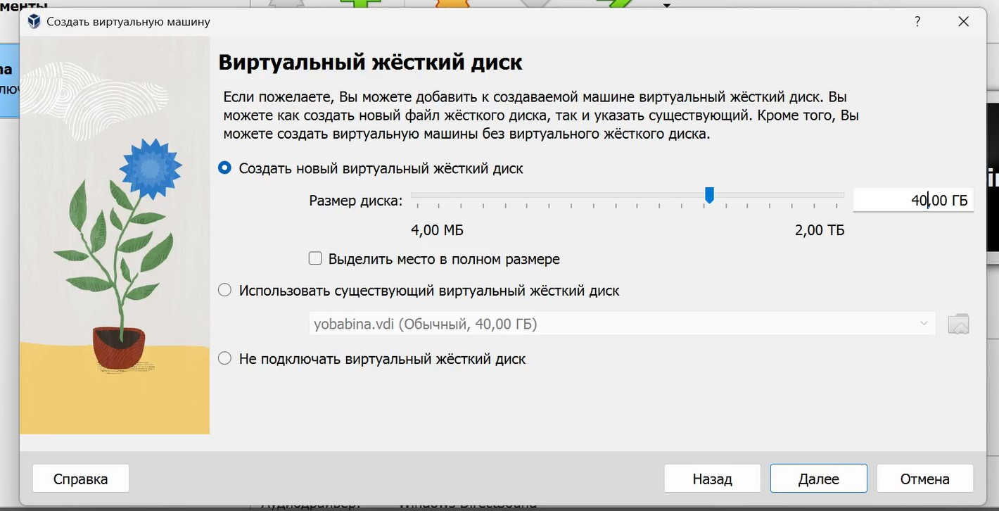 менты
Создать виртуальную машину
?
Виртуальный жёсткий диск
Если пожелаете, Вы можете добавить к создаваемой машине виртуальный жёсткий диск. Вы
можете как создать новый файл жёсткого диска, так и указать существующий. Кроме того, Вы
можете создать виртуальную машины без виртуального жёсткого диска.
Создать новый виртуальный жёсткий диск
Размер диска:
40,00 ГБ
4,00 МБ
2,00 ТБ
Выделить место в полном размере
Использовать существующий виртуальный жёсткий диск
yobabina.vdi (Обычный, 40,00 ГБ)
Не подключать виртуальный жёсткий диск
Справка
Назад
Далее
Отмена
Аудиодрайвер:
Windows DirectSound